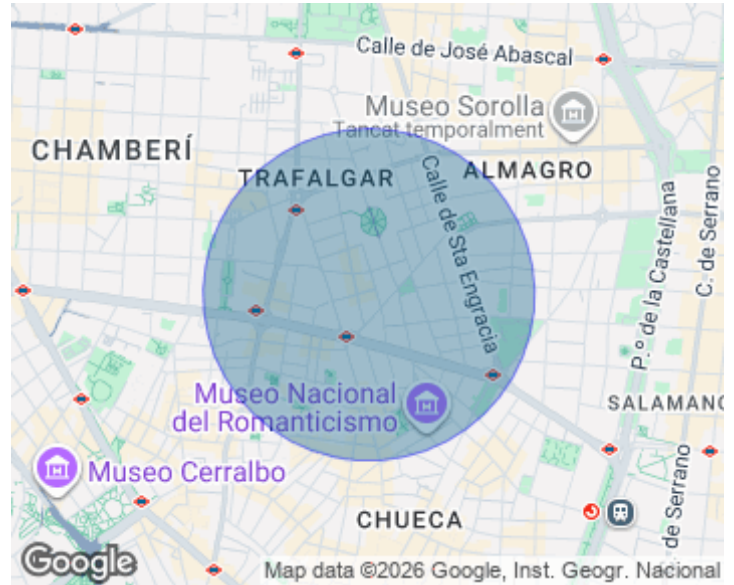 Calle de José Abascal
Museo Sorolla
Tancat temporalment
CHAMBERÍ
TRAFALGAR
ALMAGRO
Calle de Sta Engracia
P.º de la Castellana
C. de Serrano
Museo Nacional
del Romanticismo
SALAMANC
Museo Cerralbo
de Serrano
CHUECA
Google
Map data ©2026 Google, Inst. Geogr. Nacional